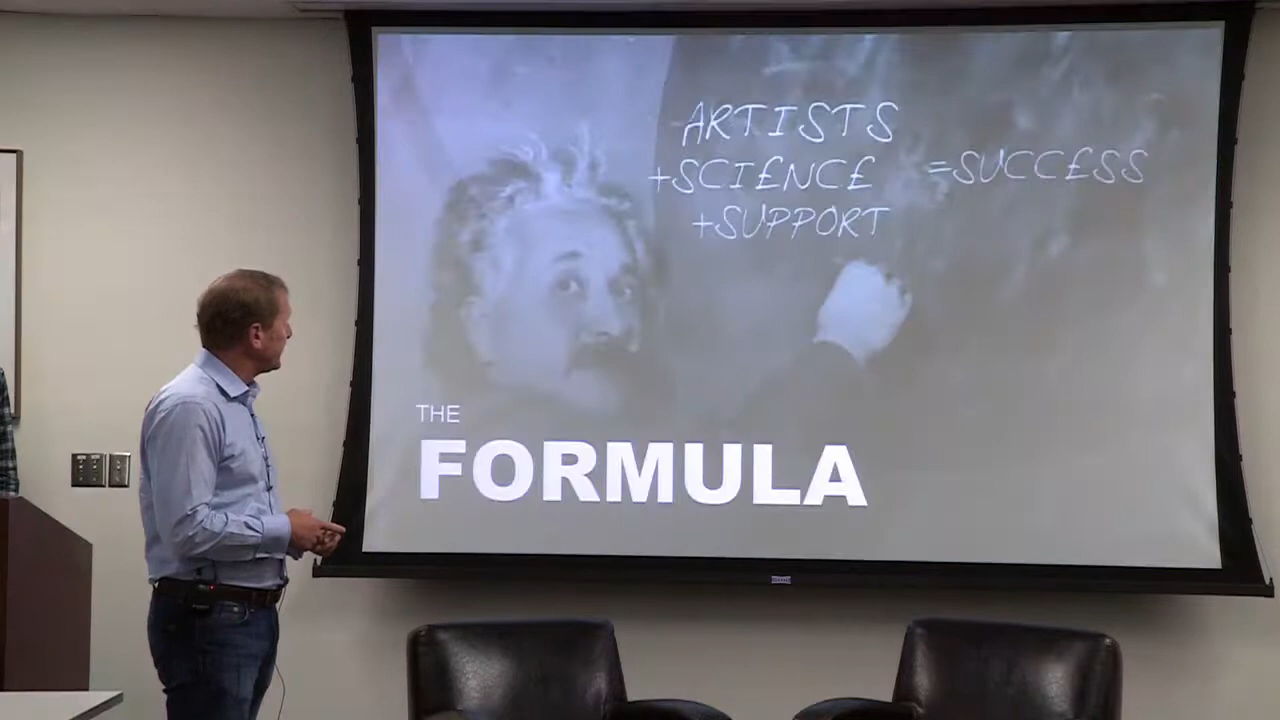 ARTISTS
+SCIENCE =SUCCESS
+SUPPORT
THE
FORMULA